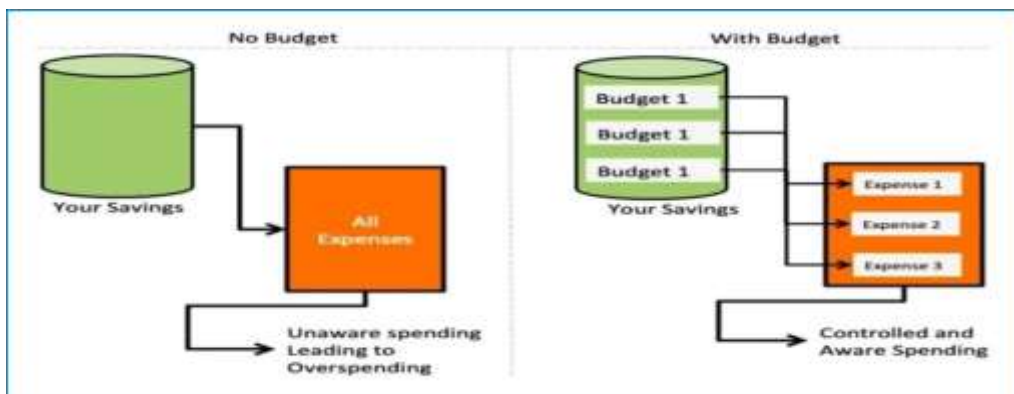 No Budget
Your Savings
All
Expenses
Unaware spending
Leading to
Overspending
With Budget
Budget 1
Budget 1
Budget 1
Your Savings
Expense 1
Expense 2
Expense 3
Controlled and
Aware Spending